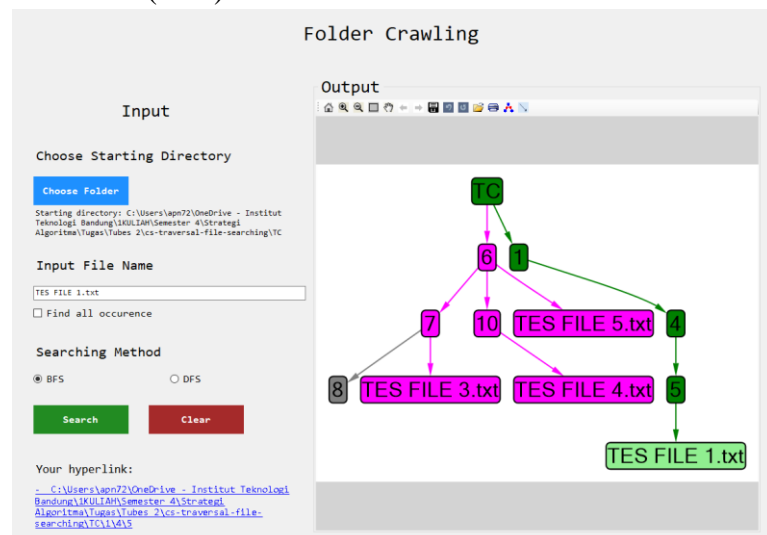 Folder Crawling
Output
Input
Choose Starting Directory
Choose Folder
Starting directory: C:\Users\apn72\OneDrive - Institut
Teknologi Bandung\1KULIAH\Semester 4\Strategi
Algoritma\Tugas\Tubes 2\cs-traversal-file-searching\TC
Input File Name
TES FILE 1.txt
Find all occurence
Searching Method
BFS DFS
Search Clear
Your hyperlink:
- C:\Users\apn72\OneDrive - Institut Teknologi
Bandung\1KULIAH\Semester 4\Strategi
Algoritma\Tugas\Tubes 2\cs-traversal-file-
searching\TC\1\4\5
TC
6 1
7 10 TES FILE 5.txt 4
8 TES FILE 3.txt TES FILE 4.txt 5
TES FILE 1.txt